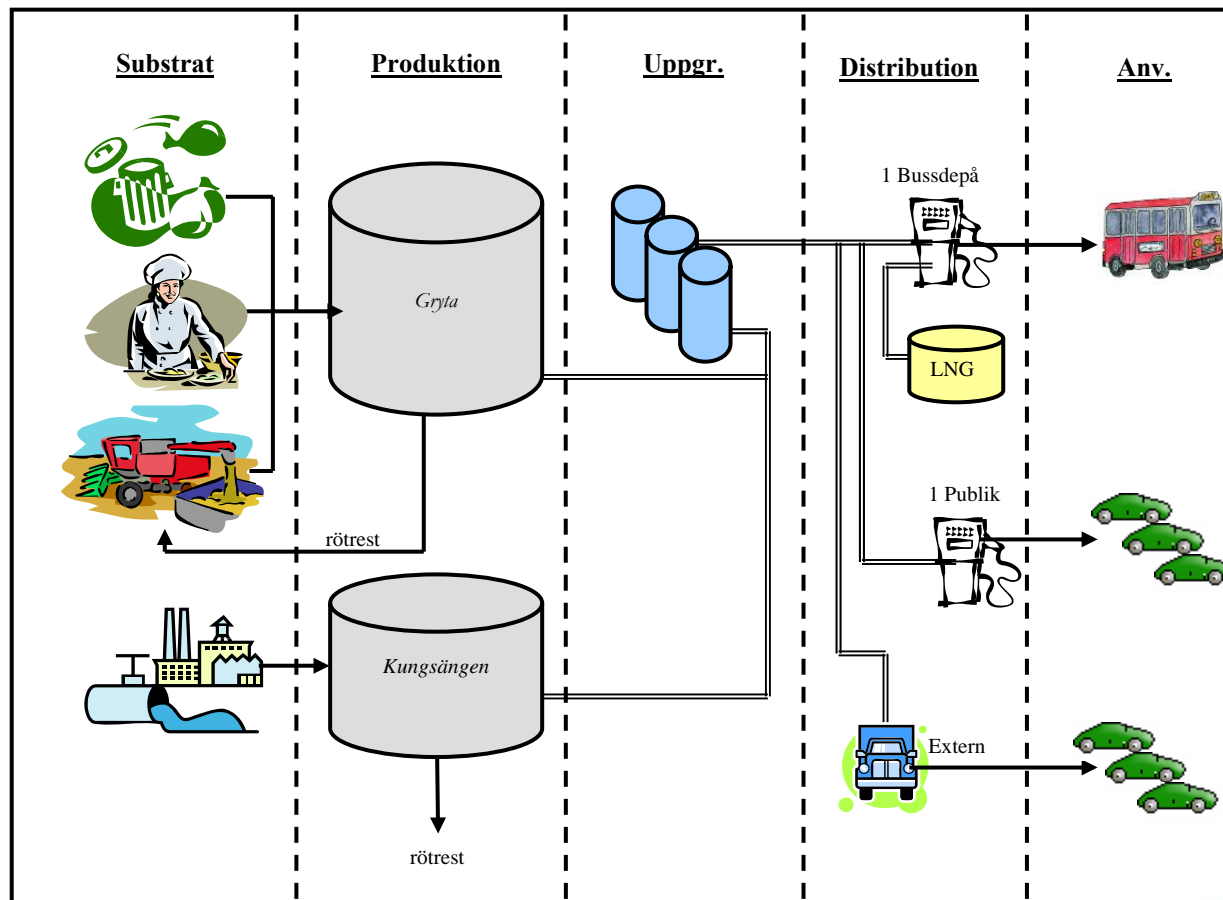 Substrat
Produktion
Uppgr.
Distribution
Anv.
1 Bussdepå
Gryta
LNG
1 Publik
rötrest
Kungsängen
Extern
rötrest